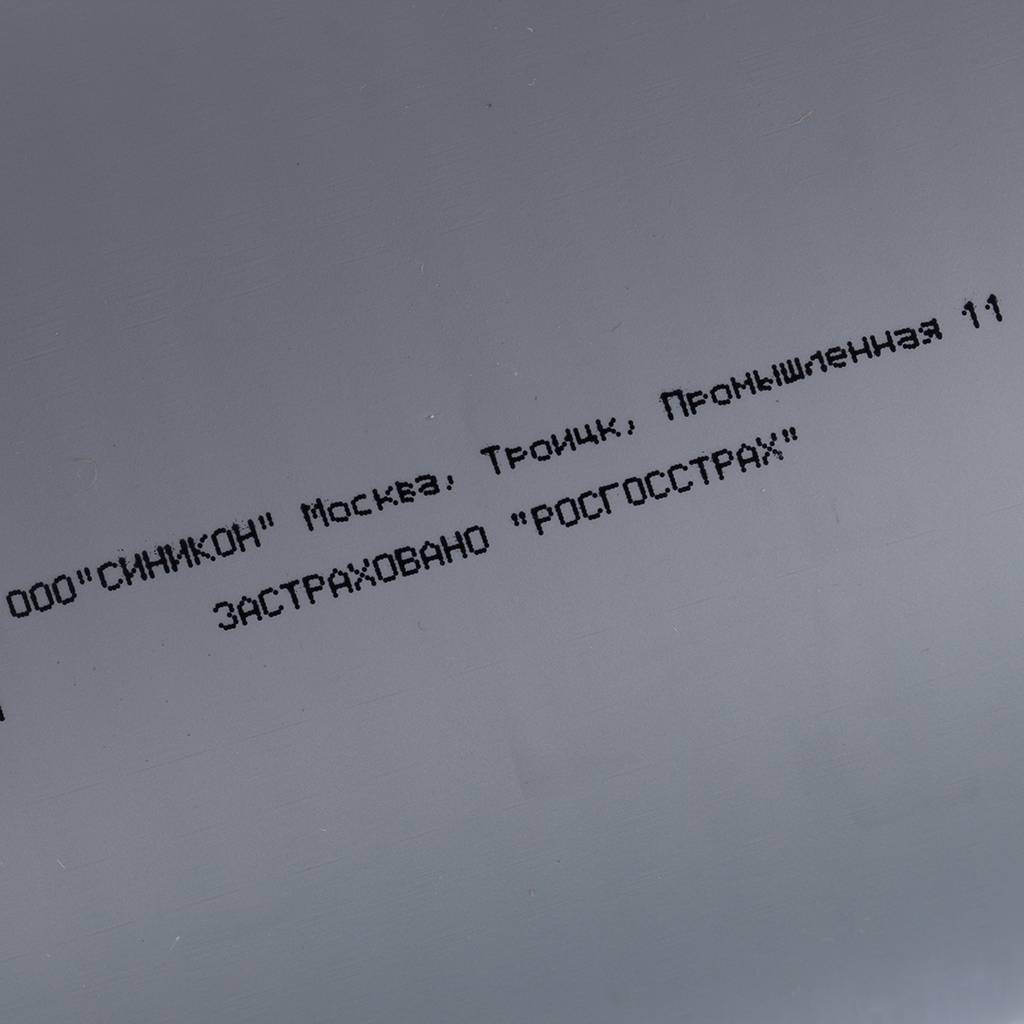 ООО"СИНИКОН" Москва, Троицк, Промышленная 11
ЗАСТРАХОВАНО "РОСГОССТРАХ"